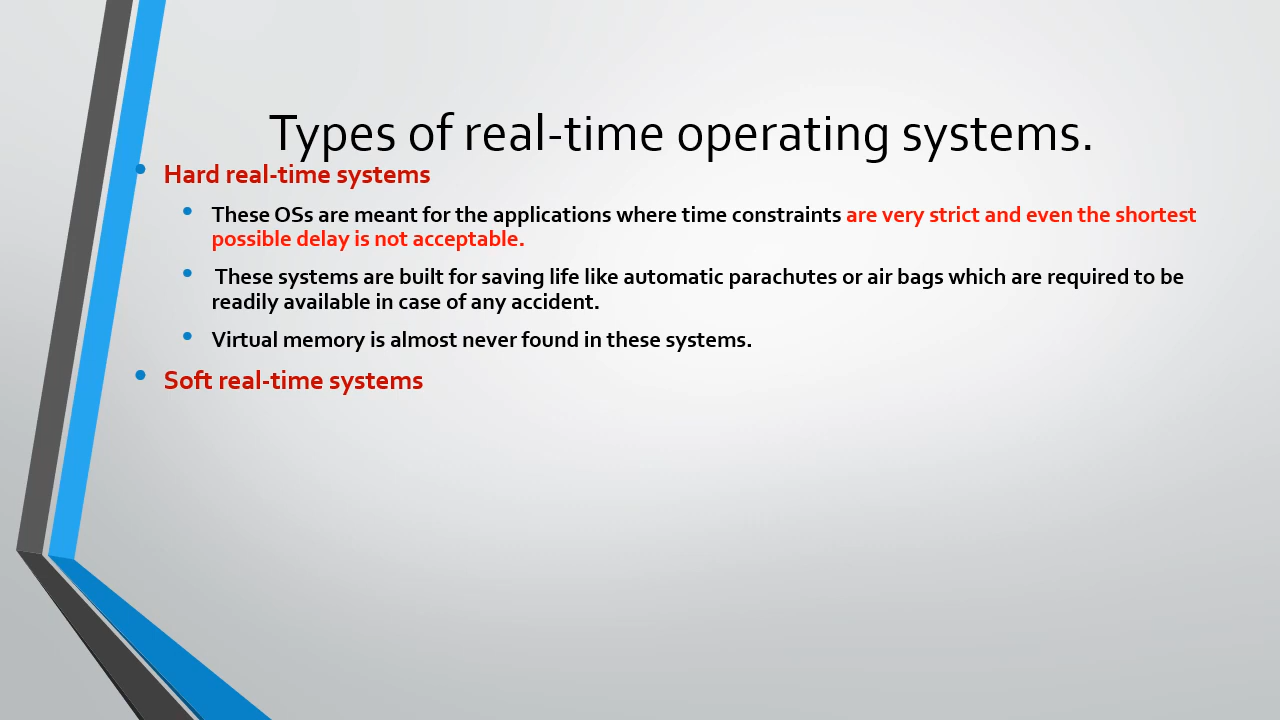 Types of real-time operating systems.
Hard real-time systems
These OSs are meant for the applications where time constraints are very strict and even the shortest
possible delay is not acceptable.
These systems are built for saving life like automatic parachutes or air bags which are required to be
readily available in case of any accident.
Virtual memory is almost never found in these systems.
Soft real-time systems